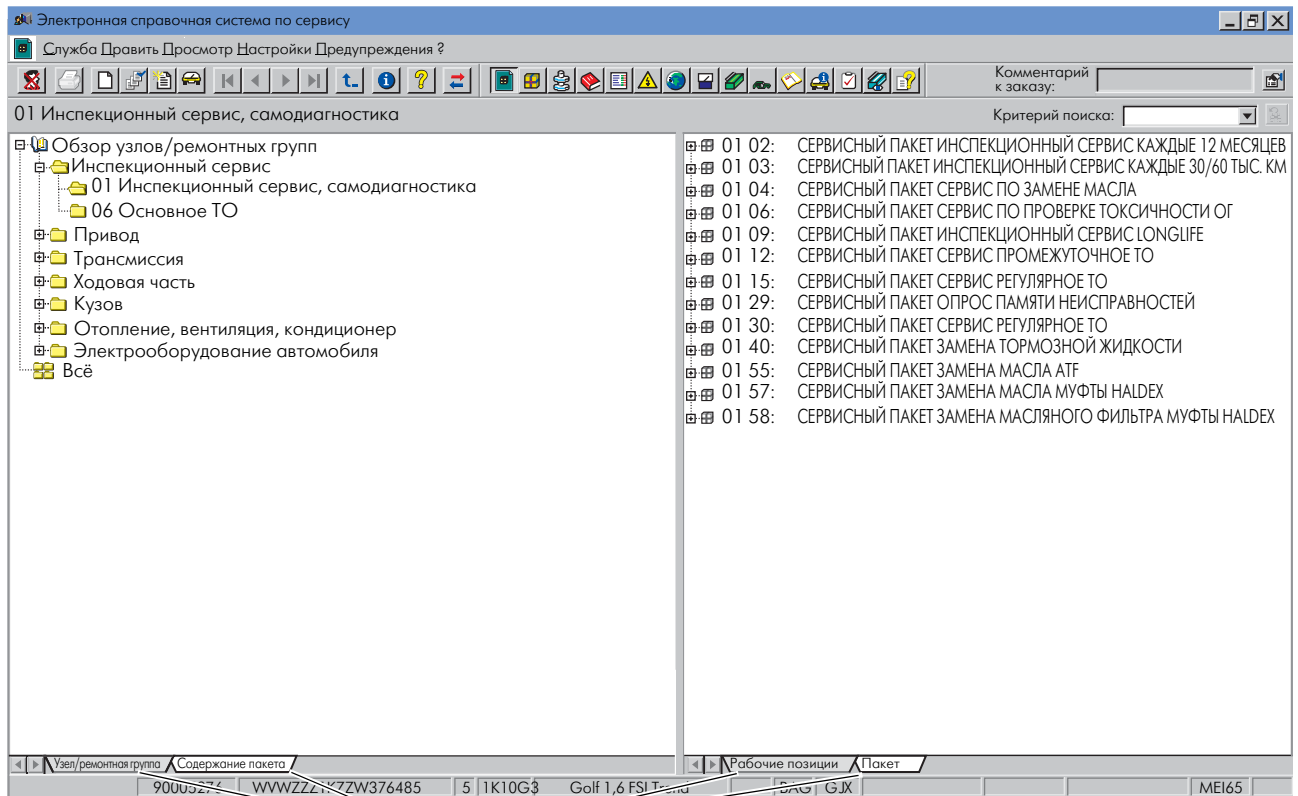 Электронная справочная система по сервису
Служба Править Просмотр Настройки Предупреждения ?
Комментарий к заказу:
01 Инспекционный сервис, самодиагностика
Критерий поиска:
Обзор узлов/ремонтных групп
Инспекционный сервис
01 Инспекционный сервис, самодиагностика
06 Основное ТО
Привод
Трансмиссия
Ходовая часть
Кузов
Отопление, вентиляция, кондиционер
Электрооборудование автомобиля
Всё
01 02: СЕРВИСНЫЙ ПАКЕТ ИНСПЕКЦИОННЫЙ СЕРВИС КАЖДЫЕ 12 МЕСЯЦЕВ
01 03: СЕРВИСНЫЙ ПАКЕТ ИНСПЕКЦИОННЫЙ СЕРВИС КАЖДЫЕ 30/60 ТЫС. КМ
01 04: СЕРВИСНЫЙ ПАКЕТ СЕРВИС ПО ЗАМЕНЕ МАСЛА
01 06: СЕРВИСНЫЙ ПАКЕТ СЕРВИС ПО ПРОВЕРКЕ ТОКСИЧНОСТИ ОГ
01 09: СЕРВИСНЫЙ ПАКЕТ ИНСПЕКЦИОННЫЙ СЕРВИС LONGLIFE
01 12: СЕРВИСНЫЙ ПАКЕТ СЕРВИС ПРОМЕЖУТОЧНОЕ ТО
01 15: СЕРВИСНЫЙ ПАКЕТ СЕРВИС РЕГУЛЯРНОЕ ТО
01 29: СЕРВИСНЫЙ ПАКЕТ ОПРОС ПАМЯТИ НЕИСПРАВНОСТЕЙ
01 30: СЕРВИСНЫЙ ПАКЕТ СЕРВИС РЕГУЛЯРНОЕ ТО
01 40: СЕРВИСНЫЙ ПАКЕТ ЗАМЕНА ТОРМОЗНОЙ ЖИДКОСТИ
01 55: СЕРВИСНЫЙ ПАКЕТ ЗАМЕНА МАСЛА ATF
01 57: СЕРВИСНЫЙ ПАКЕТ ЗАМЕНА МАСЛА МУФТЫ HALDEX
01 58: СЕРВИСНЫЙ ПАКЕТ ЗАМЕНА МАСЛЯНОГО ФИЛЬТРА МУФТЫ HALDEX
Узел/ремонтная группа Содержание пакета
Рабочие позиции Пакет
90005276 WVWZZZ1KZZW376485 5 1K10G3 Golf 1,6 FSI Trend BAG GJX MEI65